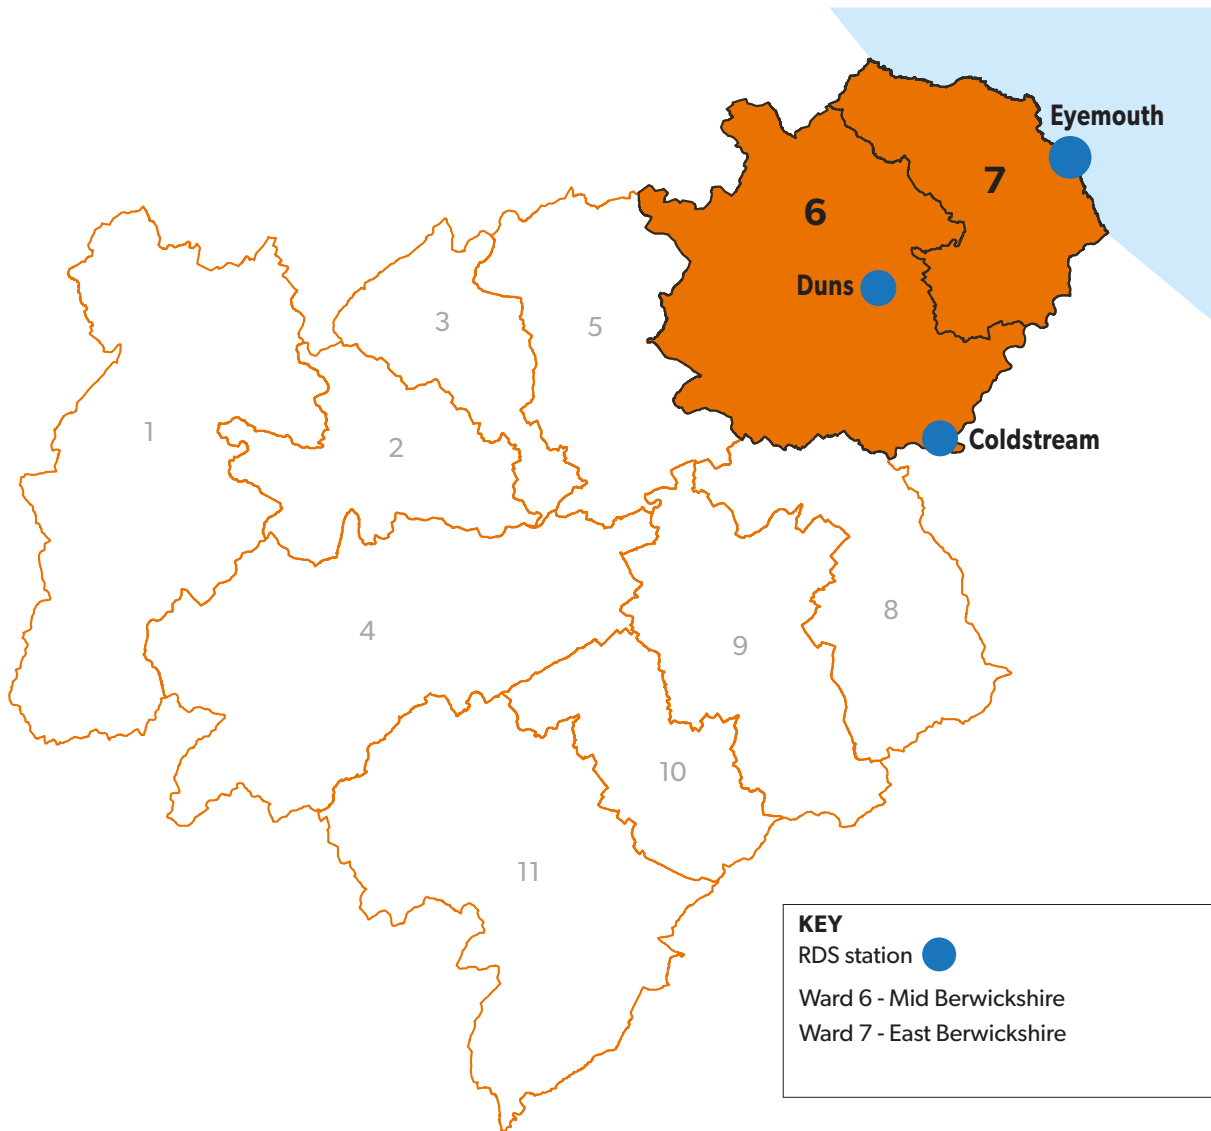 Eyemouth
7
6
Duns
3
5
1
2
Coldstream
8
4
9
10
11
KEY
RDS station
Ward 6 - Mid Berwickshire
Ward 7 - East Berwickshire